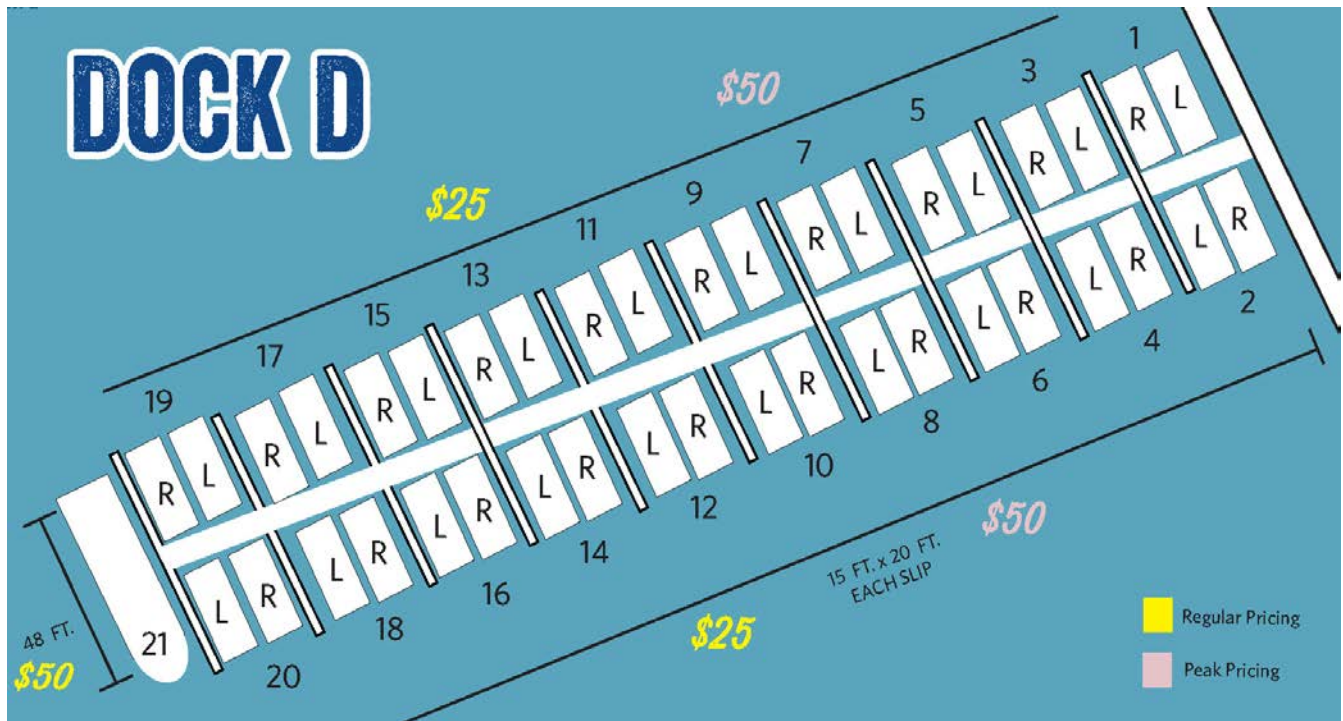 DOCK D
1
3
$50
5
7
9
$25
11
13
15
17
19
R L
R L
R L
R L
R L
R L
R L
R L
R L
R L
L R
L R
L R
L R
L R
L R
L R
L R
L R
L R
2
4
6
8
10
12
14
16
18
20
21
48 FT.
$50
$25
15 FT. x 20 FT.
EACH SLIP
$50
Regular Pricing
Peak Pricing